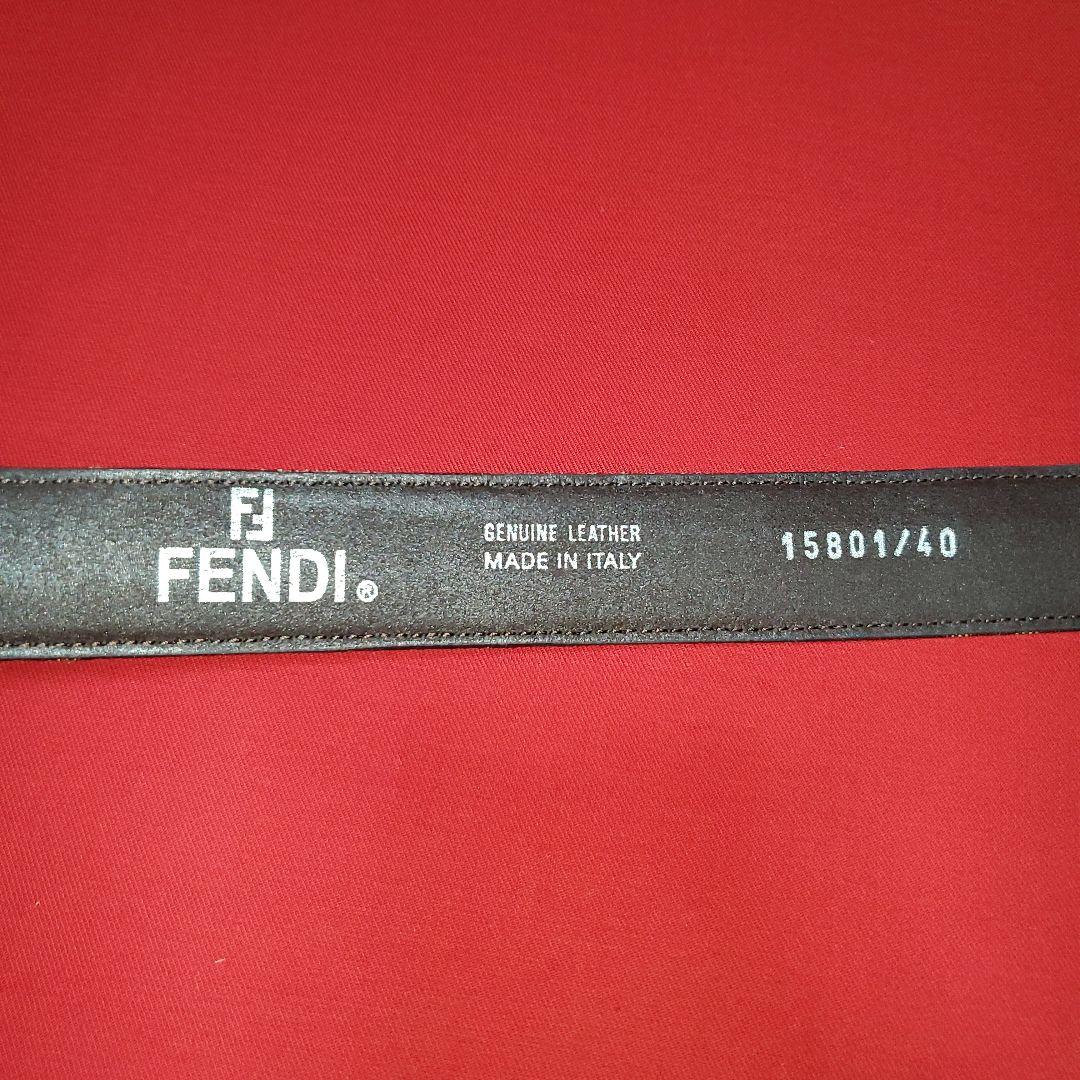 FF
FENDI®
GENUINE LEATHER
MADE IN ITALY
15801/40